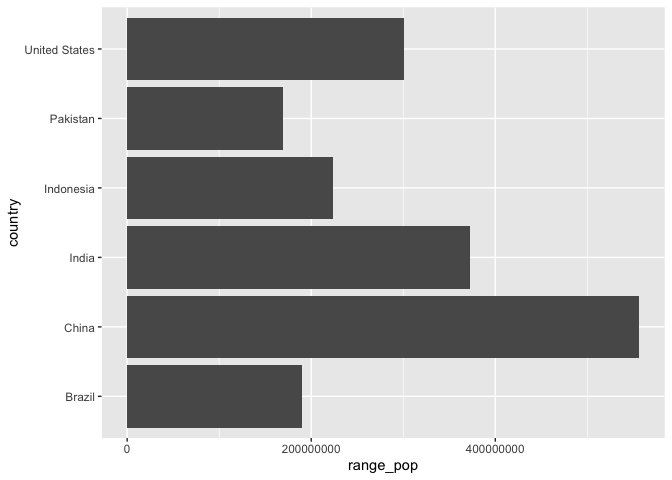 United States
Pakistan
Indonesia
India
China
Brazil
country
0 200000000 400000000
range_pop